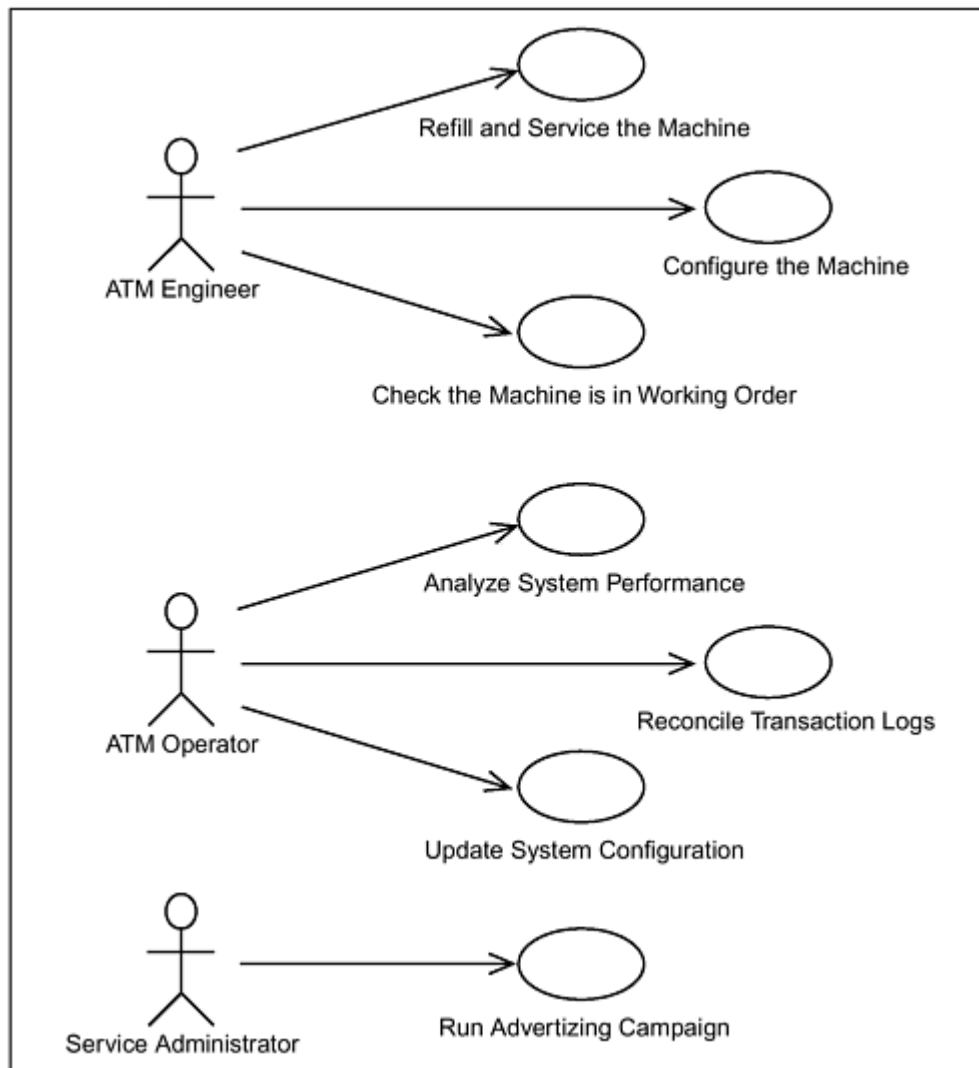 Refill and Service the Machine
Configure the Machine
ATM Engineer
Check the Machine is in Working Order
Analyze System Performance
Reconcile Transaction Logs
ATM Operator
Update System Configuration
Run Advertizing Campaign
Service Administrator